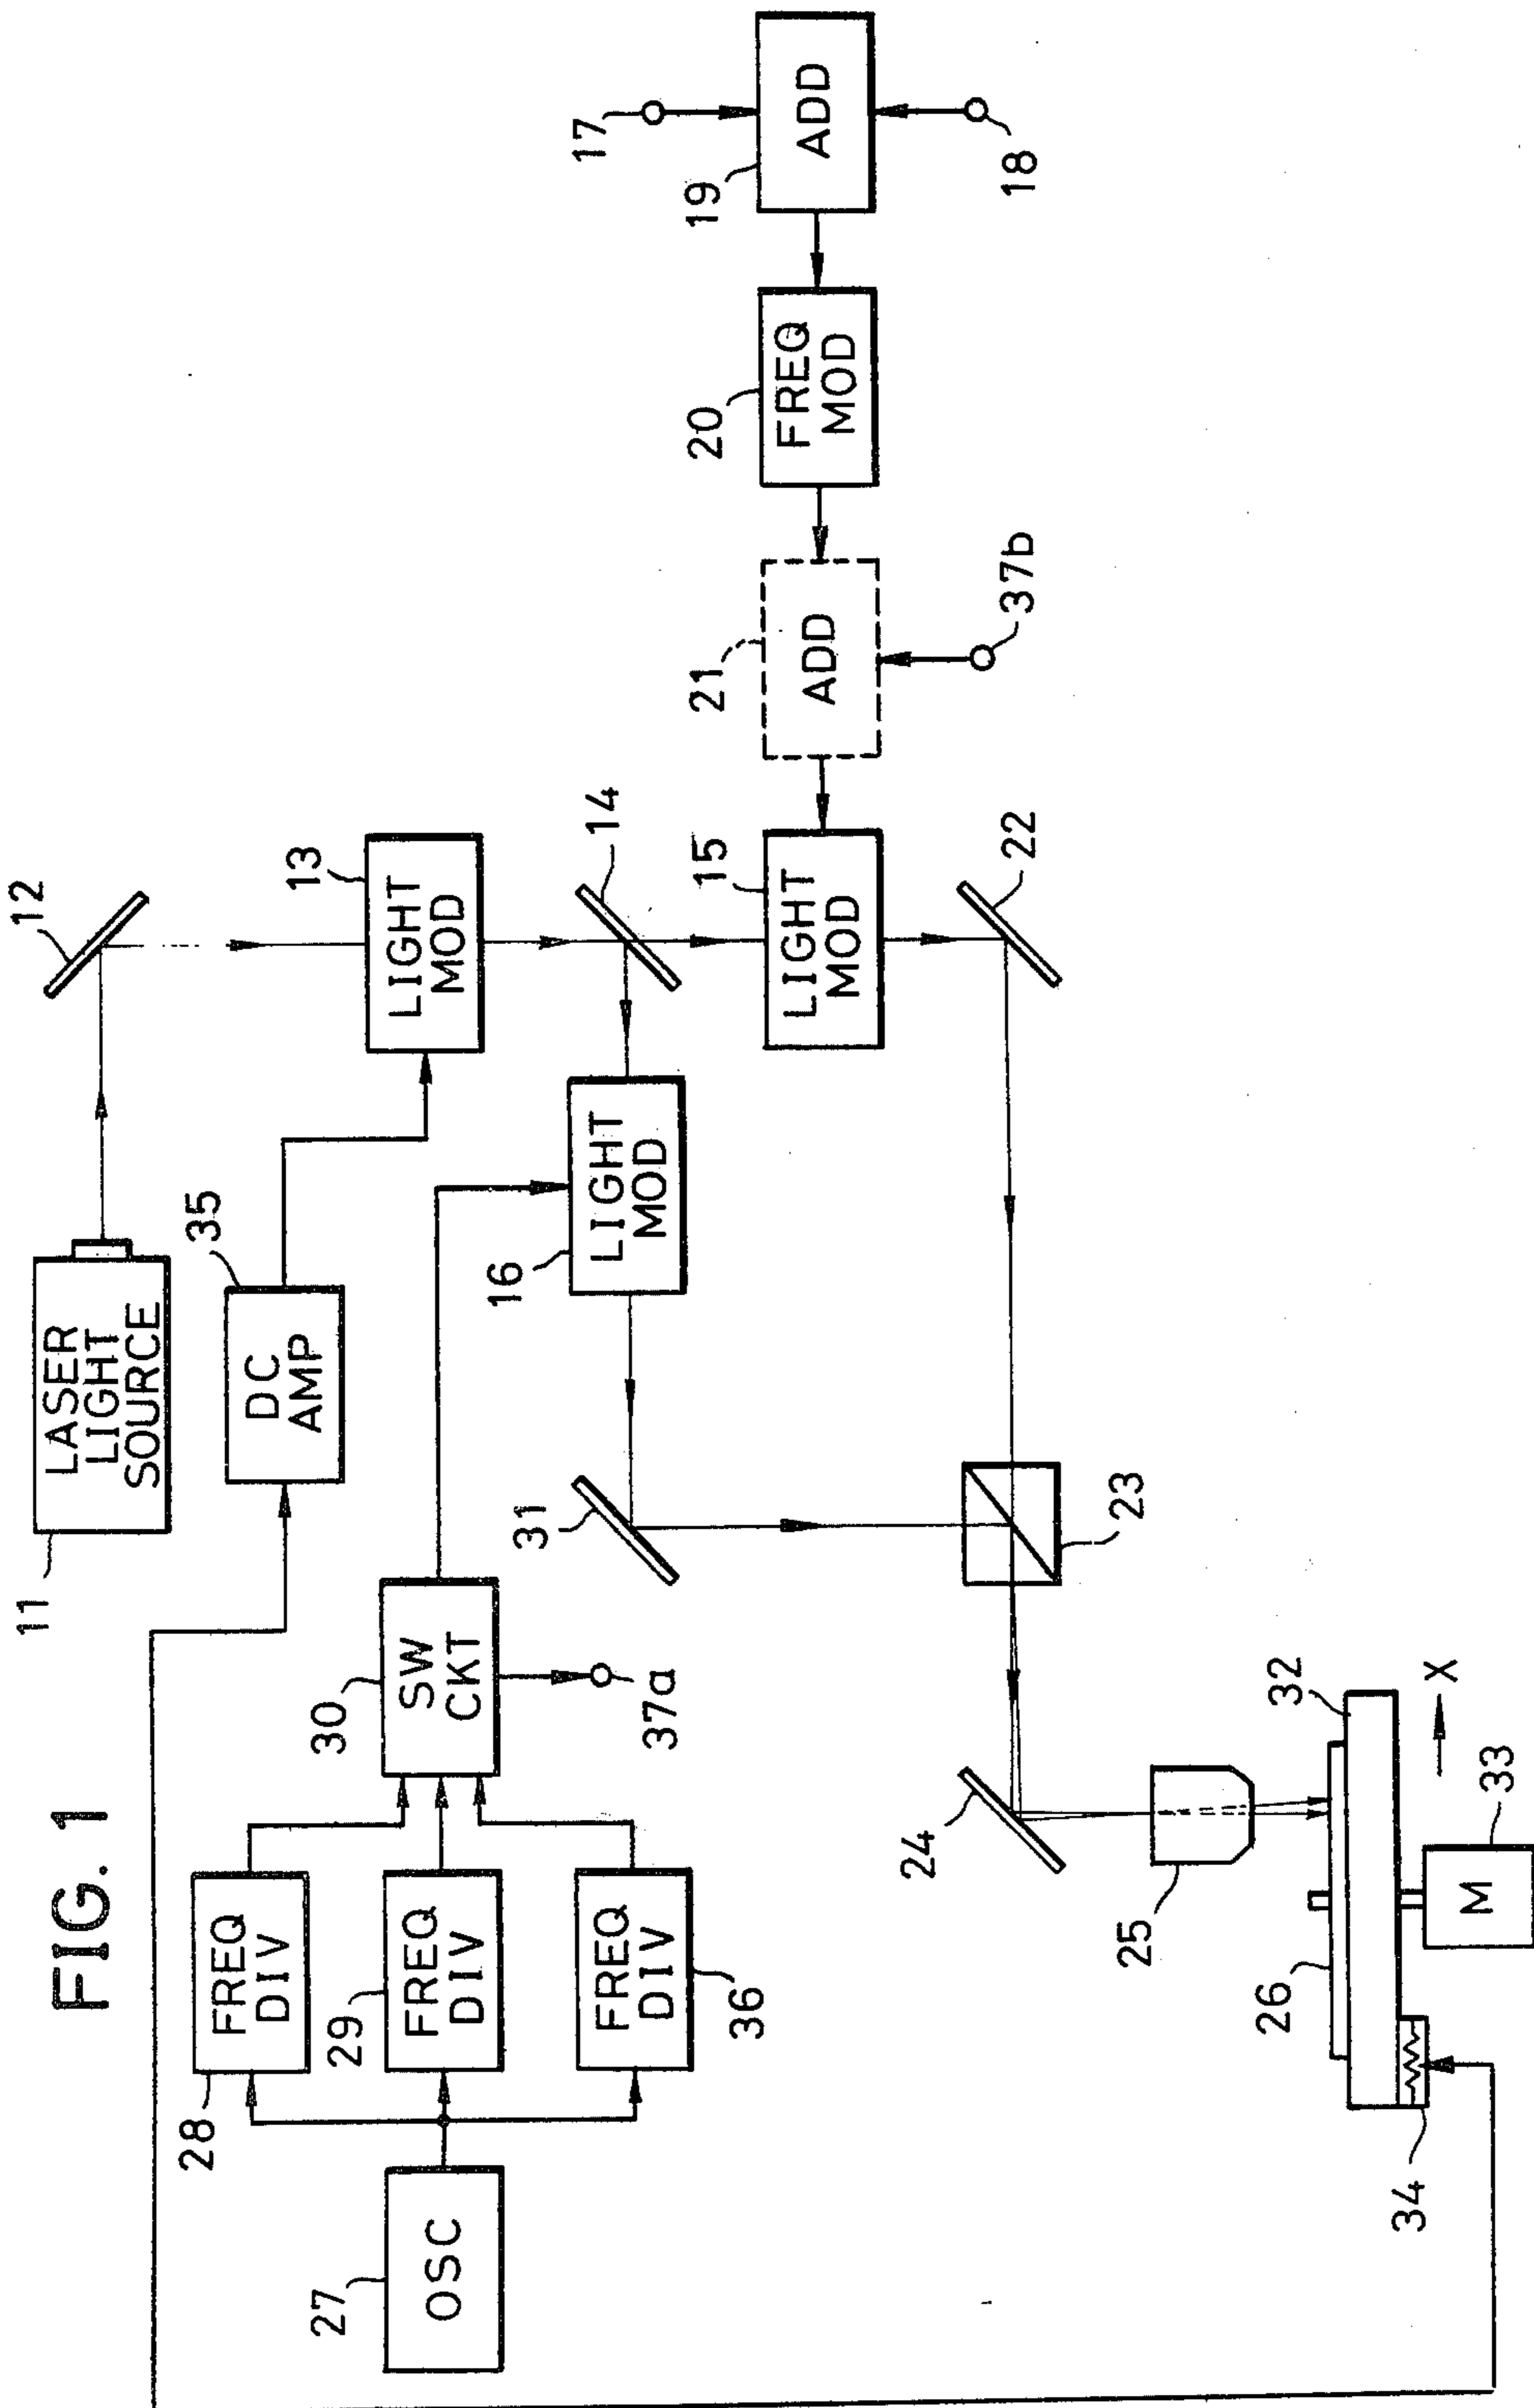 FIG. 1
11
LASER
LIGHT
SOURCE
12
35
DC
AMP
13
LIGHT
MOD
14
28
FREQ
DIV
29
FREQ
DIV
36
FREQ
DIV
27
OSC
30
SW
CKT
37a
16
LIGHT
MOD
31
15
LIGHT
MOD
21
ADD
37b
20
FREQ
MOD
19
ADD
17
18
22
23
24
25
26
32
X
33
M
34